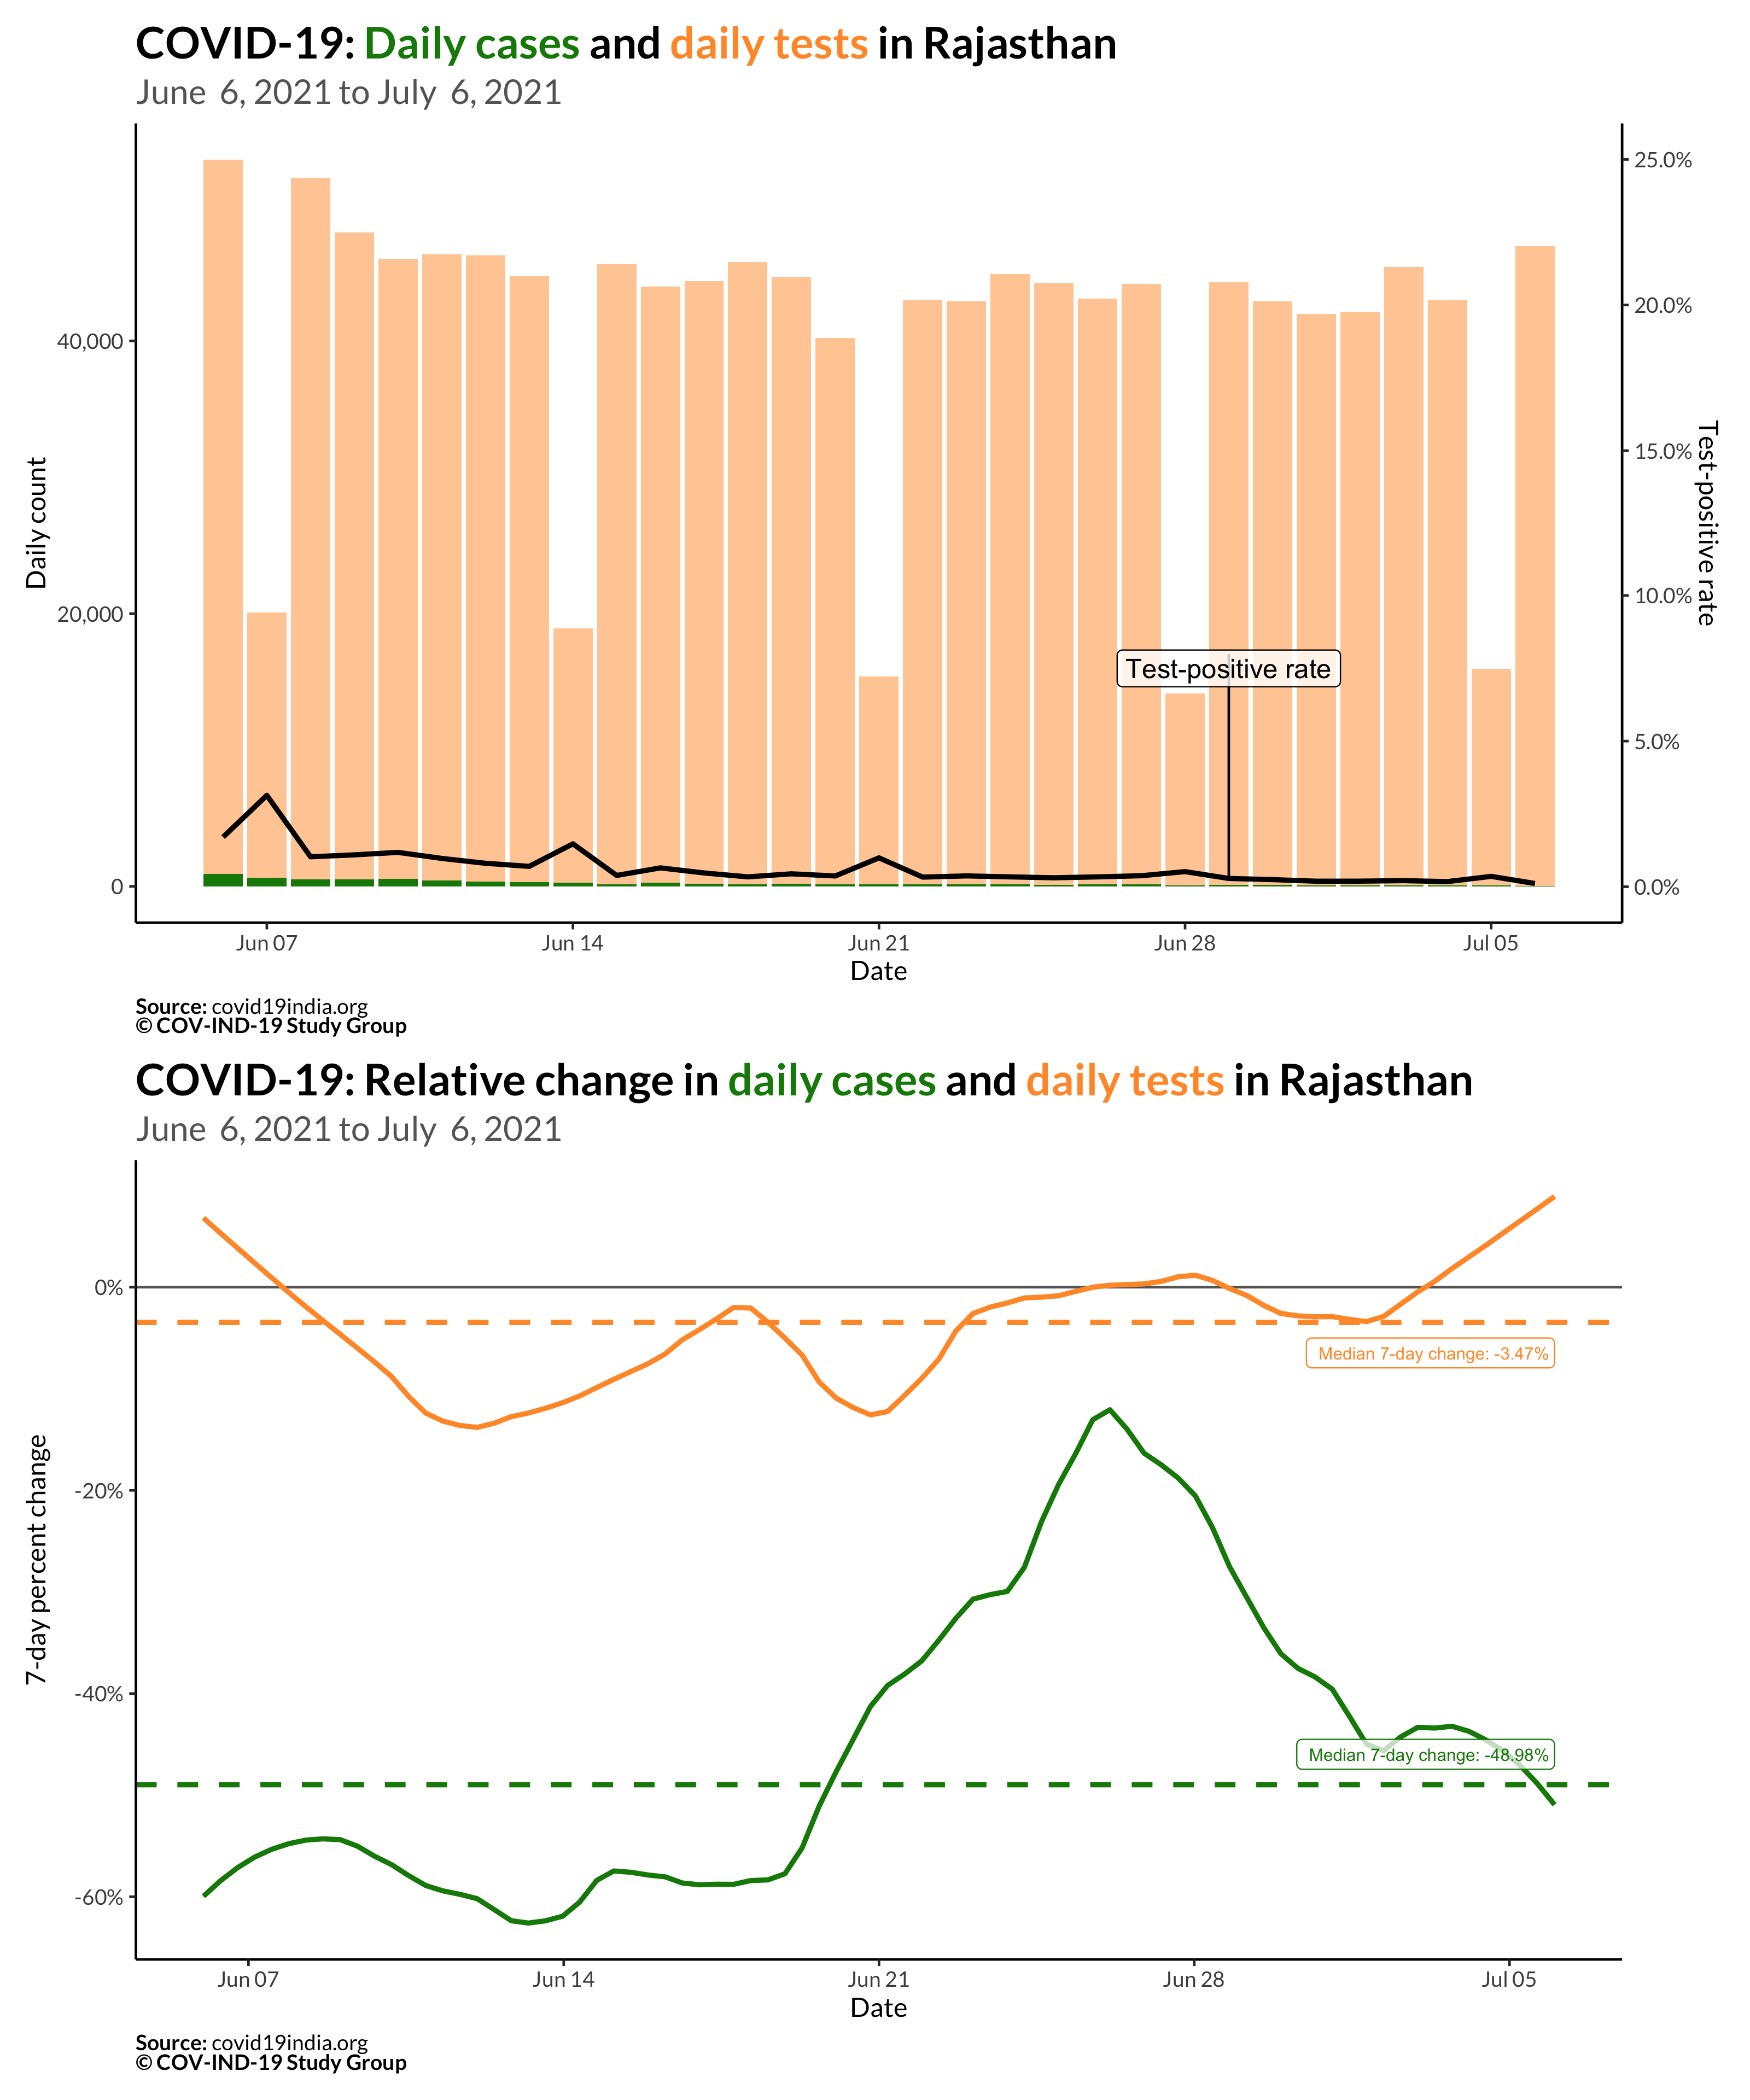 COVID-19: Daily cases and daily tests in Rajasthan
June 6, 2021 to July 6, 2021
25.0%
20.0%
40,000
15.0%
Daily count
Test-positive rate
10.0%
20,000
Test-positive rate
5.0%
0
0.0%
Jun 07
Jun 14
Jun 21
Jun 28
Jul 05
Date
Source: covid19india.org
© COV-IND-19 Study Group
COVID-19: Relative change in daily cases and daily tests in Rajasthan
June 6, 2021 to July 6, 2021
0%
Median 7-day change: -3.47%
-20%
7-day percent change
-40%
Median 7-day change: -48.98%
-60%
Jun 07
Jun 14
Jun 21
Jun 28
Jul 05
Date
Source: covid19india.org
© COV-IND-19 Study Group